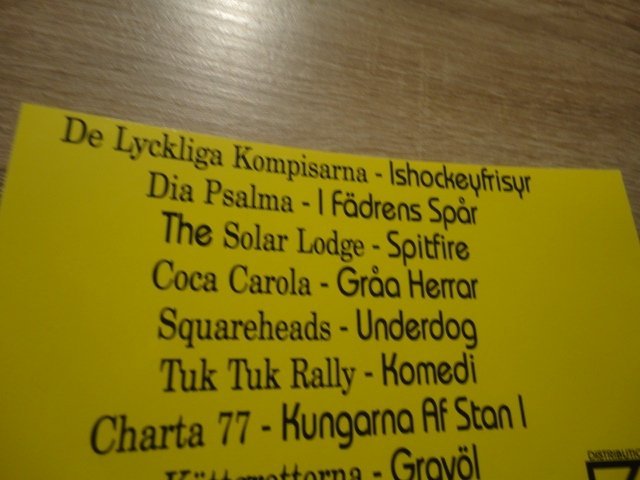 De Lyckliga Kompisarna - Ishockeyfrisyr
Dia Psalma - I Fädrens Spår
The Solar Lodge - Spitfire
Coca Carola - Gråa Herrar
Squareheads - Underdog
Tuk Tuk Rally - Komedi
Charta 77 - Kungarna Af Stan I
- Gravöl
DISTRIBUTIO